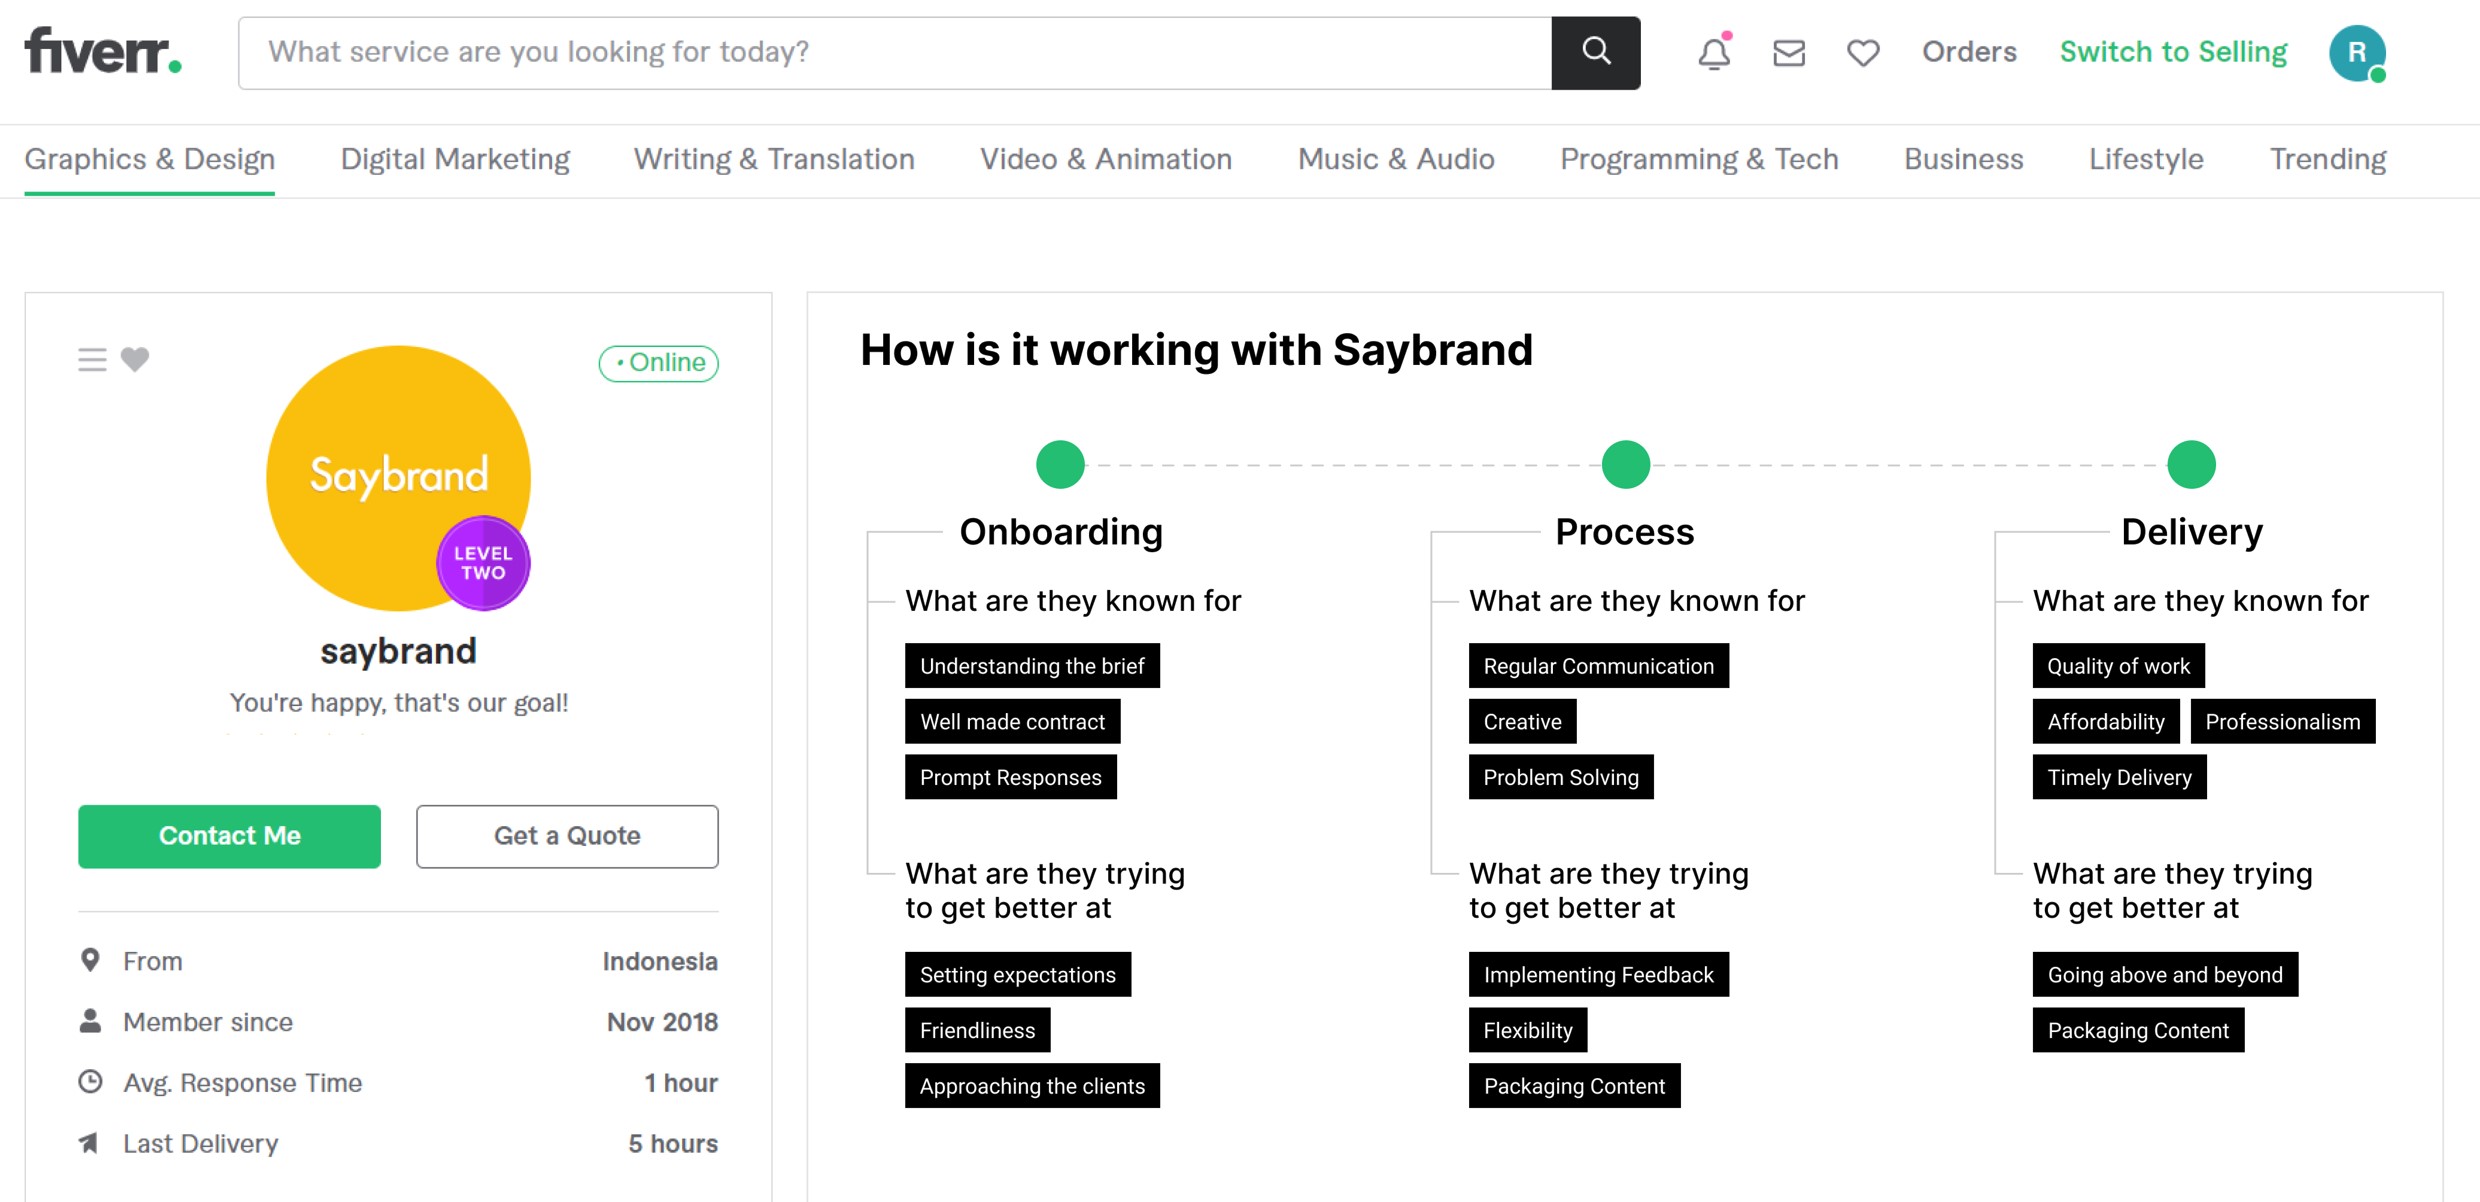 fiverr.
What service are you looking for today?
Orders
Switch to Selling
R
Graphics & Design
Digital Marketing
Writing & Translation
Video & Animation
Music & Audio
Programming & Tech
Business
Lifestyle
Trending
Online
Saybrand
LEVEL
TWO
saybrand
You're happy, that's our goal!
Contact Me
Get a Quote
From
Indonesia
Member since
Nov 2018
Avg. Response Time
1 hour
Last Delivery
5 hours
How is it working with Saybrand
Onboarding
What are they known for
Understanding the brief
Well made contract
Prompt Responses
What are they trying
to get better at
Setting expectations
Friendliness
Approaching the clients
Process
What are they known for
Regular Communication
Creative
Problem Solving
What are they trying
to get better at
Implementing Feedback
Flexibility
Packaging Content
Delivery
What are they known for
Quality of work
Affordability
Professionalism
Timely Delivery
What are they trying
to get better at
Going above and beyond
Packaging Content